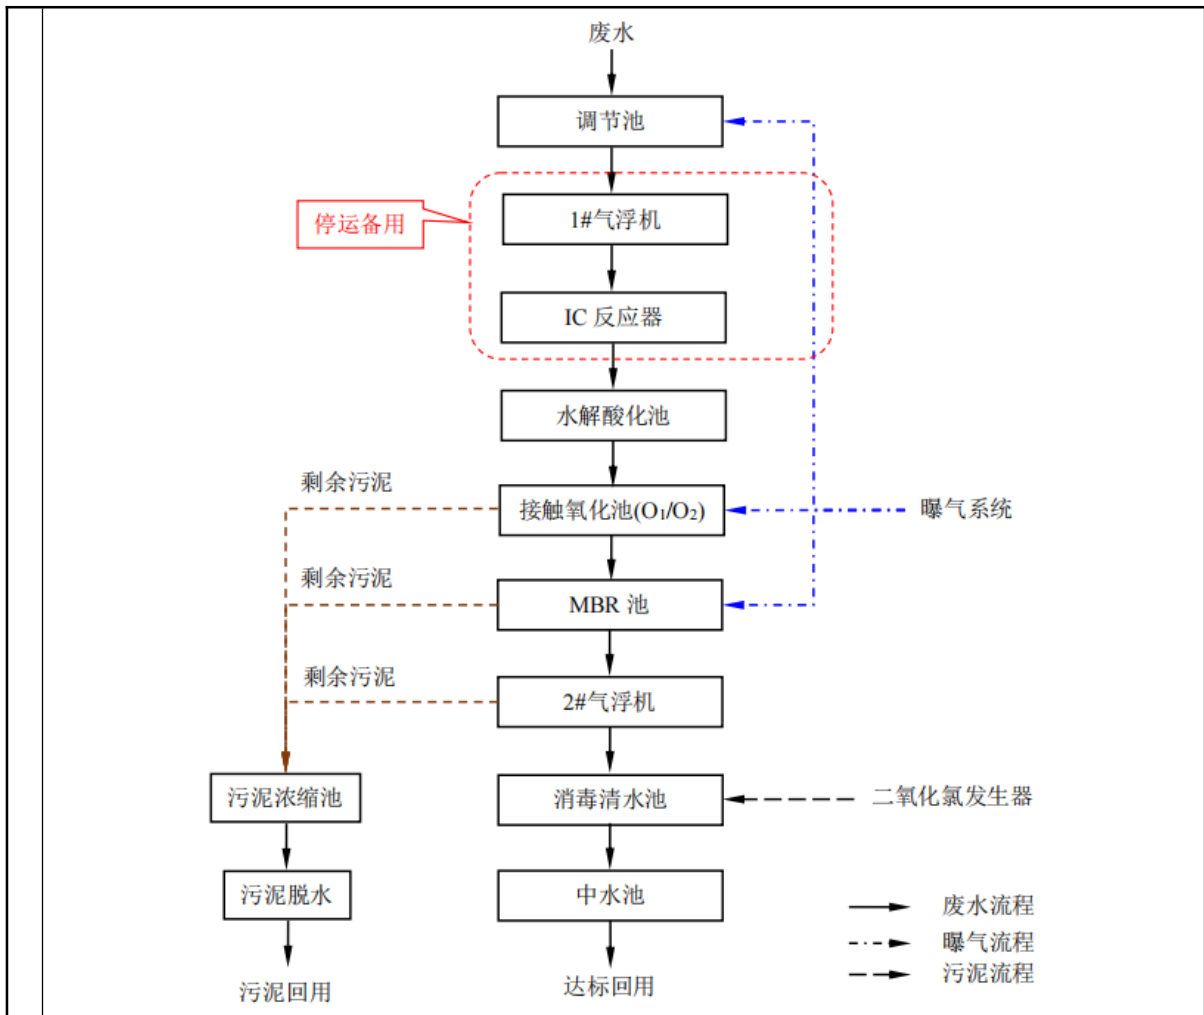 废水
调节池
1#气浮机
停运备用
IC 反应器
水解酸化池
剩余污泥
接触氧化池(O₁/O₂)
曝气系统
剩余污泥
MBR 池
剩余污泥
2#气浮机
污泥浓缩池
消毒清水池
二氧化氯发生器
污泥脱水
中水池
废水流程
曝气流程
污泥流程
污泥回用
达标回用